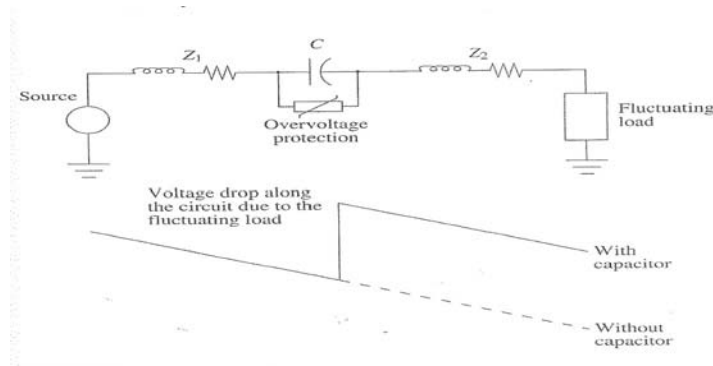 Z1
C
Z2
Source
Overvoltage
protection
Fluctuating
load
Voltage drop along
the circuit due to the
fluctuating load
With
capacitor
Without
capacitor